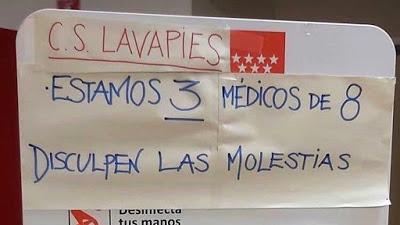 C.S. LAVAPIES
·ESTAMOS 3 MÉDICOS DE 8
DISCULPEN LAS MOLESTIAS
Desinfecta
tus manos